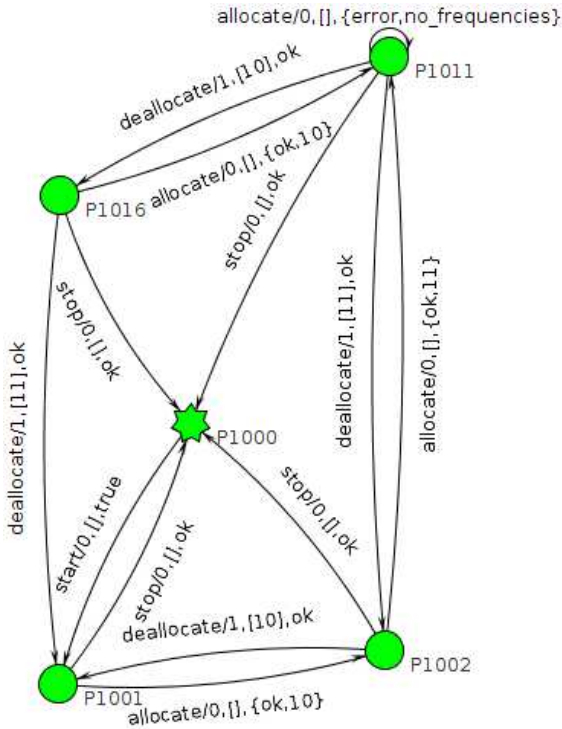 allocate/0,[],{error,no_frequencies}
P1011
deallocate/1,[10],ok
allocate/0,[],{ok,10}
P1016
stop/0,[],ok
stop/0,[],ok
deallocate/1,[11],ok
allocate/0,[],{ok,11}
deallocate/1,[11],ok
P1000
start/0,[],true
stop/0,[],ok
stop/0,[],ok
deallocate/1,[10],ok
P1002
P1001
allocate/0,[],{ok,10}